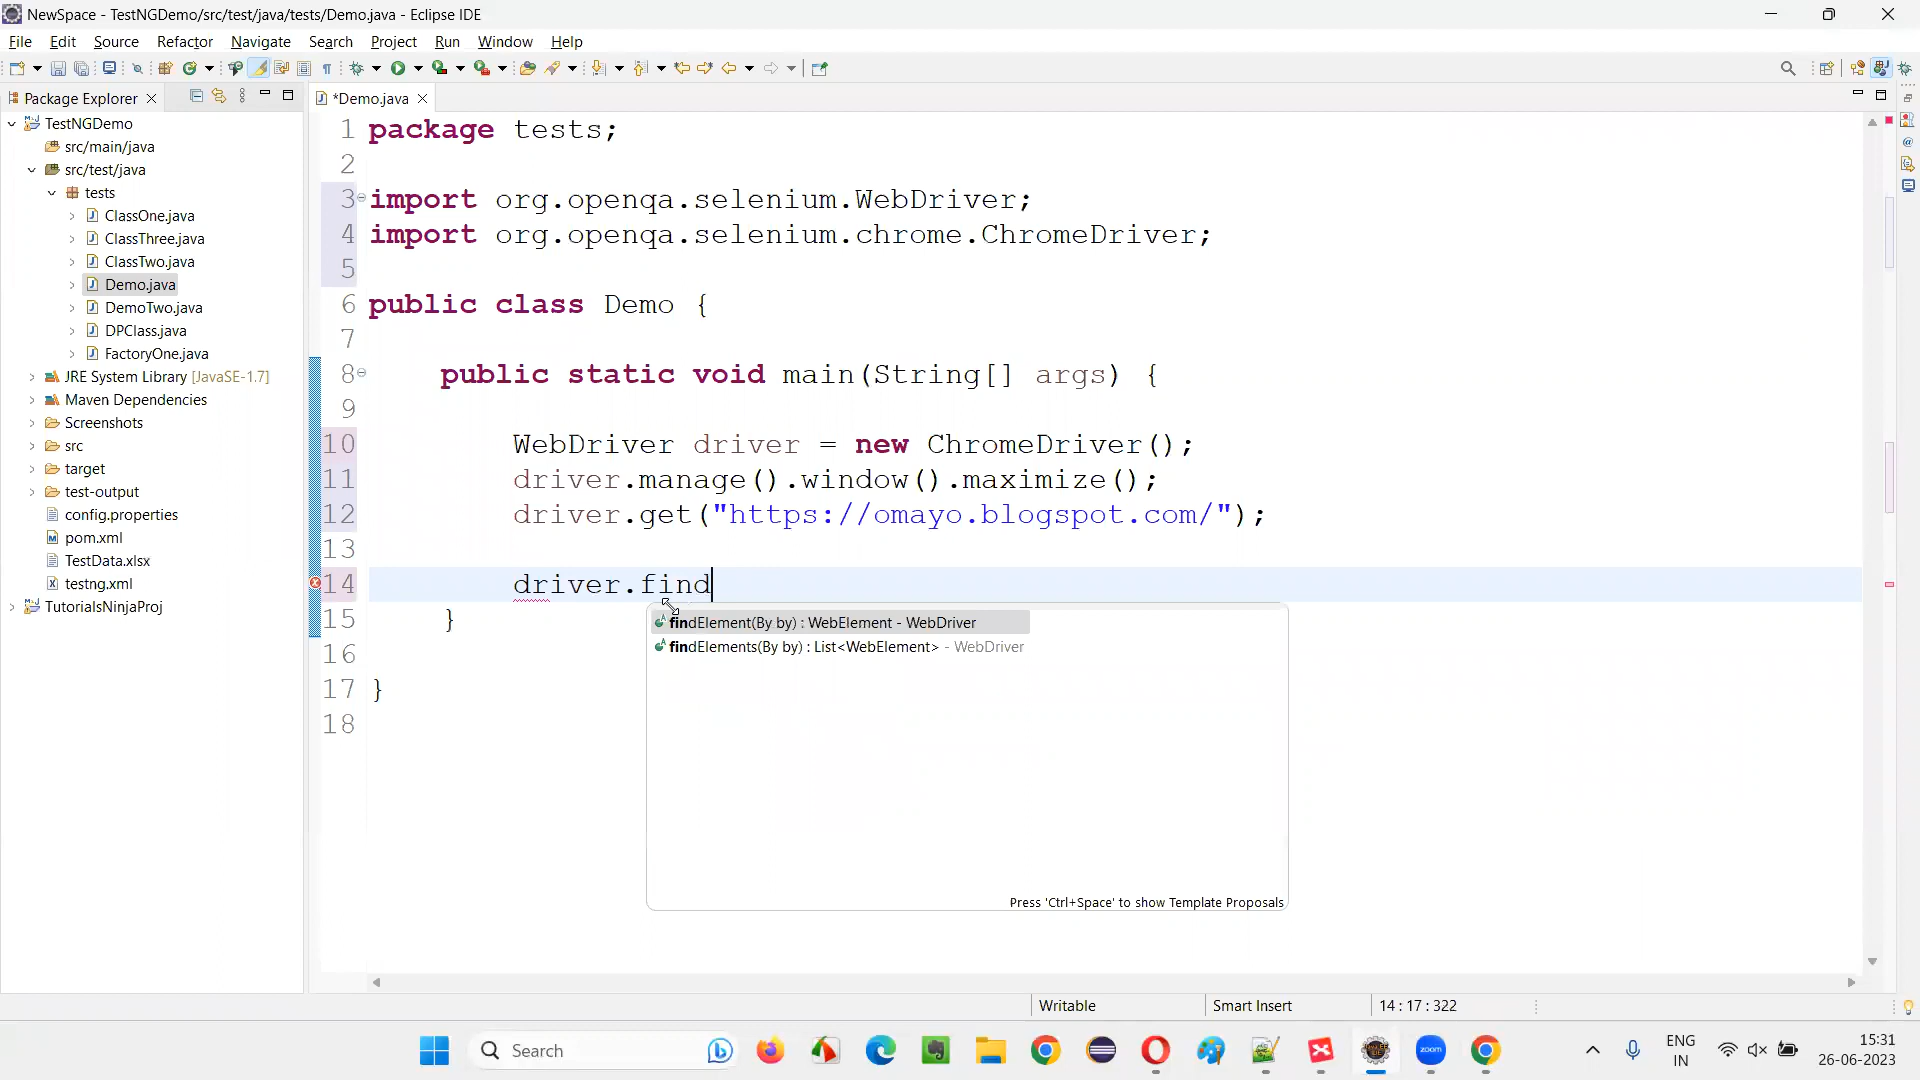 NewSpace - TestNGDemo/src/test/java/tests/Demo.java - Eclipse IDE
File Edit Source Refactor Navigate Search Project Run Window Help
Package Explorer
*Demo.java
TestNGDemo
src/main/java
src/test/java
tests
ClassOne.java
ClassThree.java
ClassTwo.java
Demo.java
DemoTwo.java
DPClass.java
FactoryOne.java
JRE System Library [JavaSE-1.7]
Maven Dependencies
Screenshots
src
target
test-output
config.properties
pom.xml
TestData.xlsx
testng.xml
TutorialsNinjaProj
1 package tests;
2
3 import org.openqa.selenium.WebDriver;
4 import org.openqa.selenium.chrome.ChromeDriver;
5
6 public class Demo {
7
8 public static void main(String[] args) {
9
10 WebDriver driver = new ChromeDriver();
11 driver.manage().window().maximize();
12 driver.get("https://omayo.blogspot.com/");
13
14 driver.find
15 }
16
17 }
18
findElement(By by) : WebElement - WebDriver
findElements(By by) : List<WebElement> - WebDriver
Press 'Ctrl+Space' to show Template Proposals
Writable Smart Insert 14 : 17 : 322
Search
zoom
ENG
IN
15:31
26-06-2023